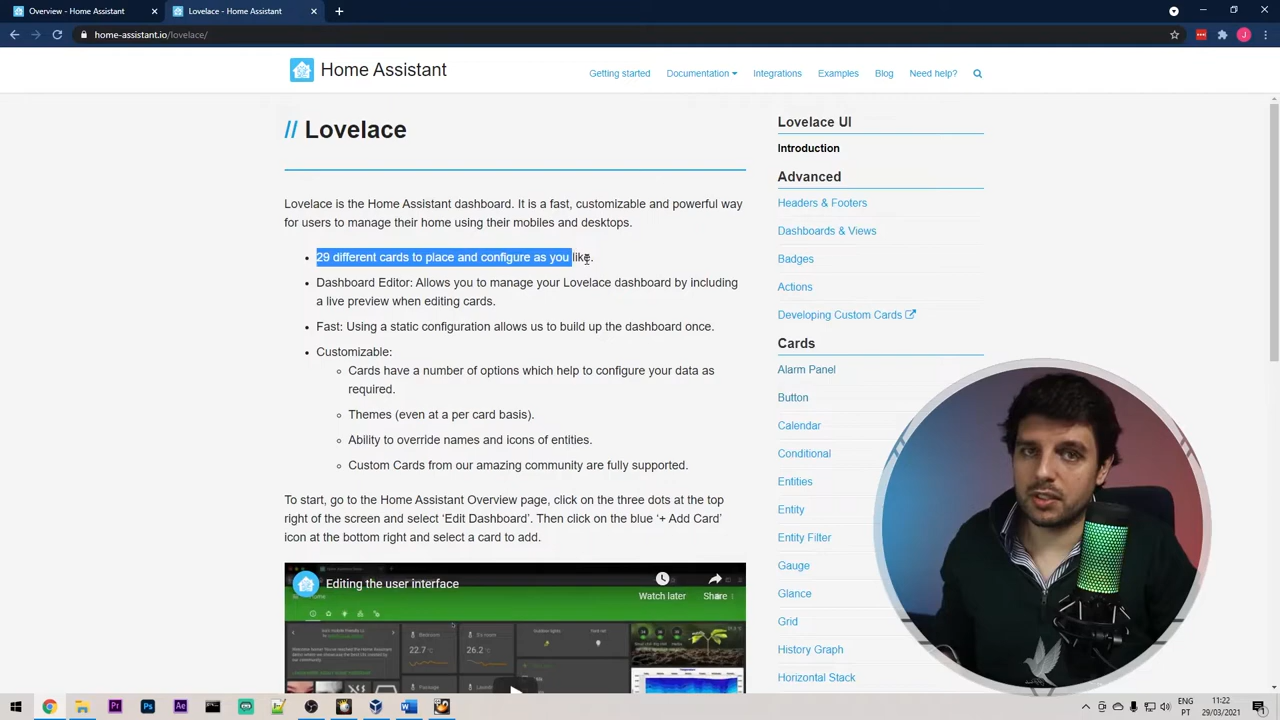 Overview - Home Assistant
Lovelace - Home Assistant
home-assistant.io/lovelace/
J
Home Assistant
Getting started
Documentation
Integrations
Examples
Blog
Need help?
// Lovelace
Lovelace is the Home Assistant dashboard. It is a fast, customizable and powerful way
for users to manage their home using their mobiles and desktops.
29 different cards to place and configure as you like.
Dashboard Editor: Allows you to manage your Lovelace dashboard by including
a live preview when editing cards.
Fast: Using a static configuration allows us to build up the dashboard once.
Customizable:
Cards have a number of options which help to configure your data as
required.
Themes (even at a per card basis).
Ability to override names and icons of entities.
Custom Cards from our amazing community are fully supported.
To start, go to the Home Assistant Overview page, click on the three dots at the top
right of the screen and select ‘Edit Dashboard’. Then click on the blue ‘+ Add Card’
icon at the bottom right and select a card to add.
Editing the user interface
Watch later
Share
Bedroom
22.7
26.2
Lovelace UI
Introduction
Advanced
Headers & Footers
Dashboards & Views
Badges
Actions
Developing Custom Cards
Cards
Alarm Panel
Button
Calendar
Conditional
Entities
Entity
Entity Filter
Gauge
Glance
Grid
History Graph
Horizontal Stack
Pr
Ps
Ae
W
ENG
PT
11:22
29/03/2021